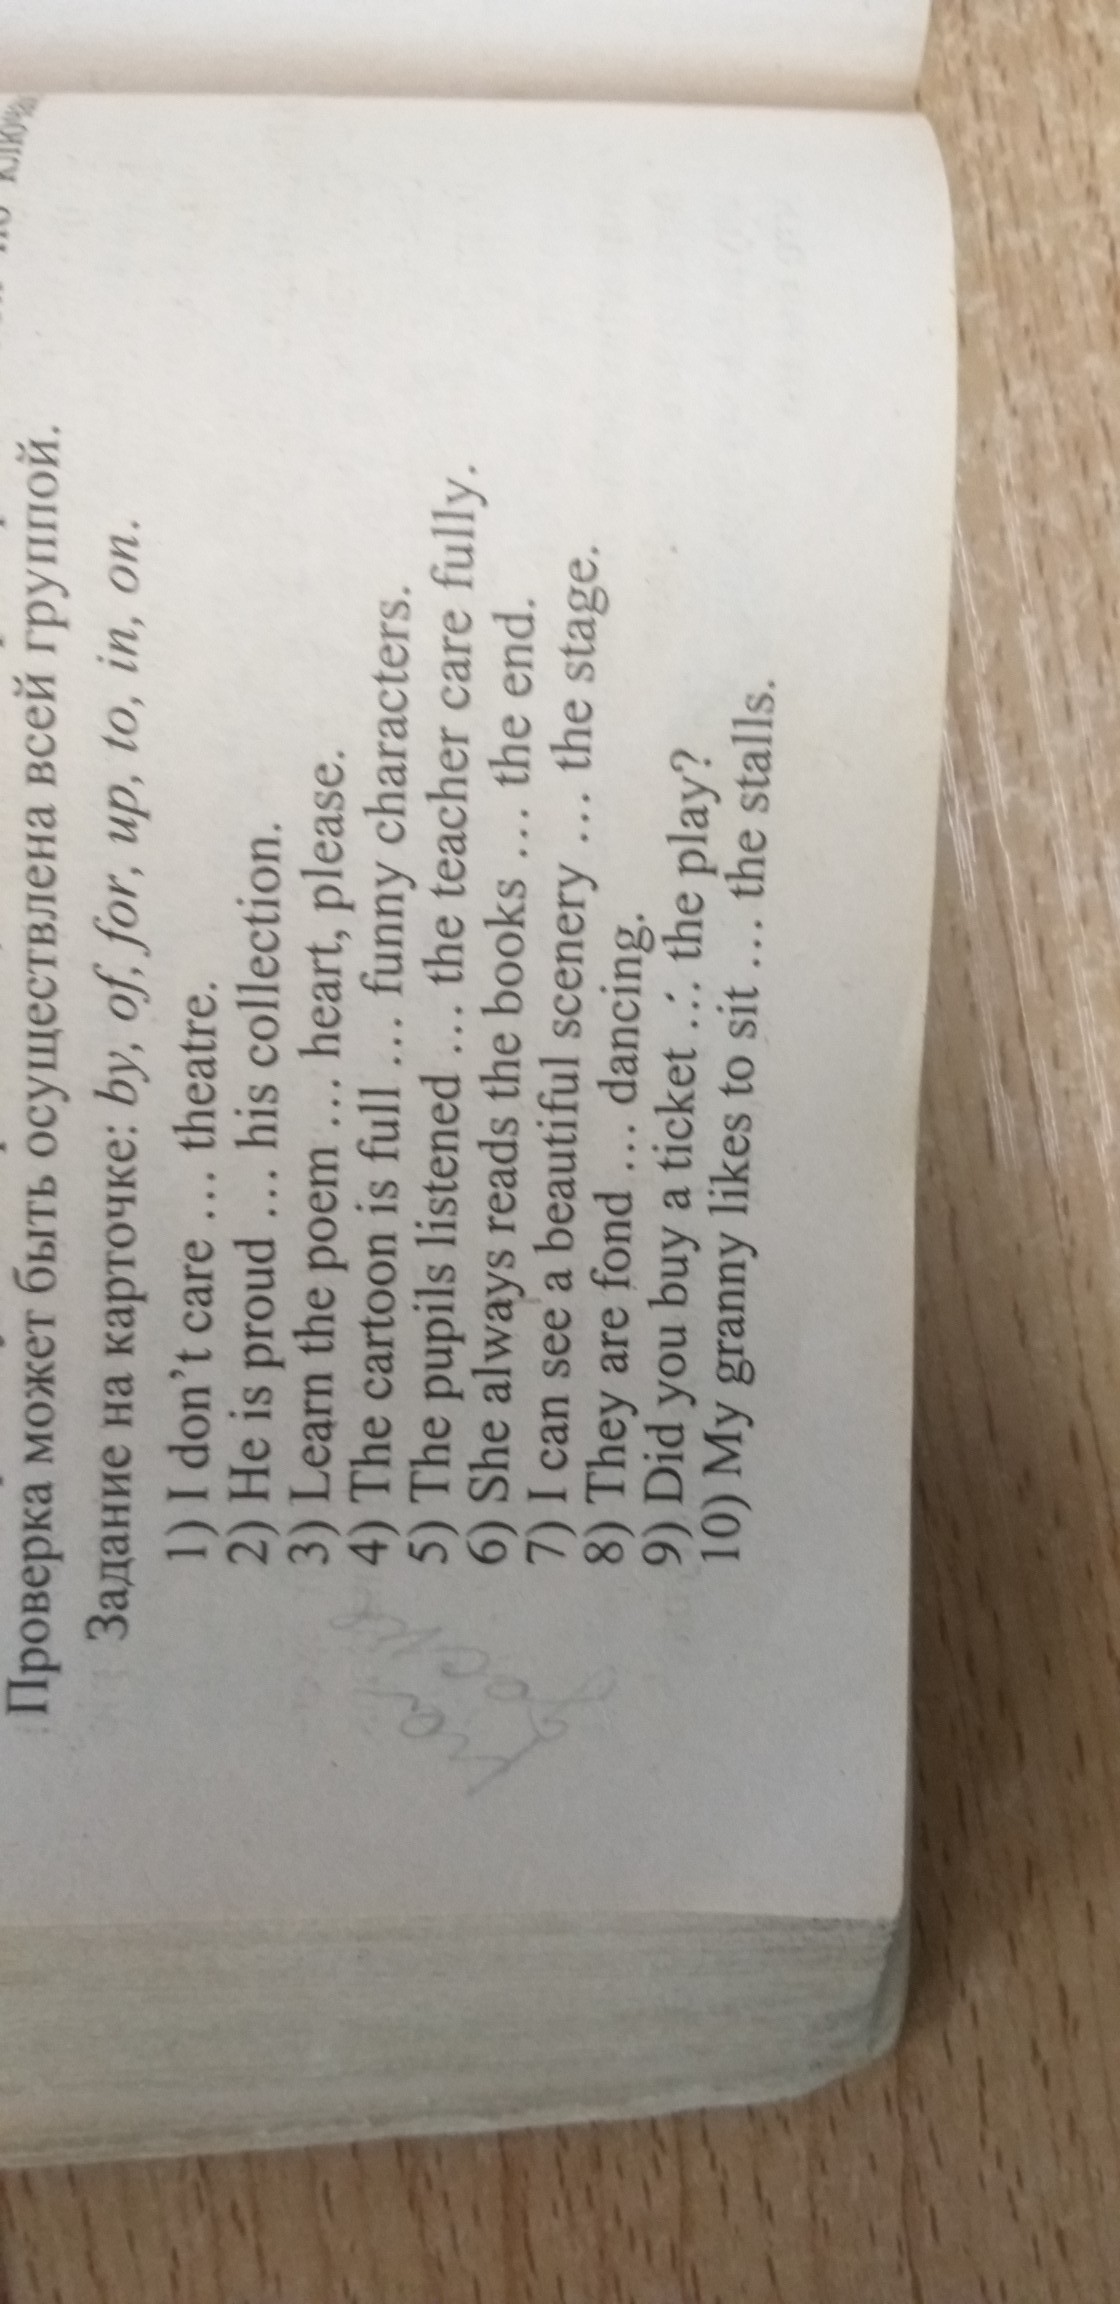 Проверка может быть осуществлена всей группой.
Задание на карточке: by, of, for, up, to, in, on.
1) I don't care ... theatre.
2) He is proud ... his collection.
3) Learn the poem ... heart, please.
4) The cartoon is full ... funny characters.
5) The pupils listened ... the teacher care fully.
6) She always reads the books ... the end.
7) I can see a beautiful scenery ... the stage.
8) They are fond ... dancing.
9) Did you buy a ticket ... the play?
10) My granny likes to sit ... the stalls.